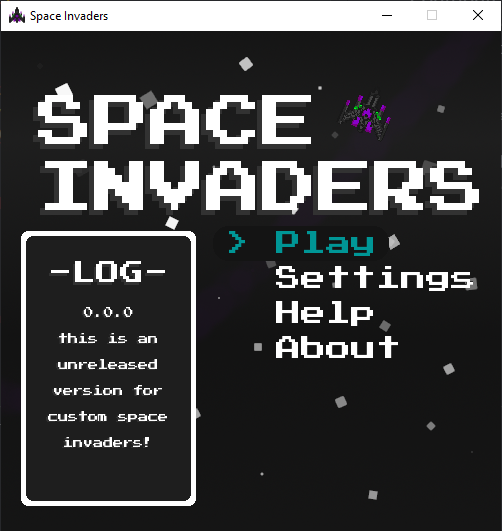 Space Invaders
SPACE
INVADERS
> Play
Settings
Help
About
-LOG-
0.0.0
this is an
unreleased
version for
custom space
invaders!